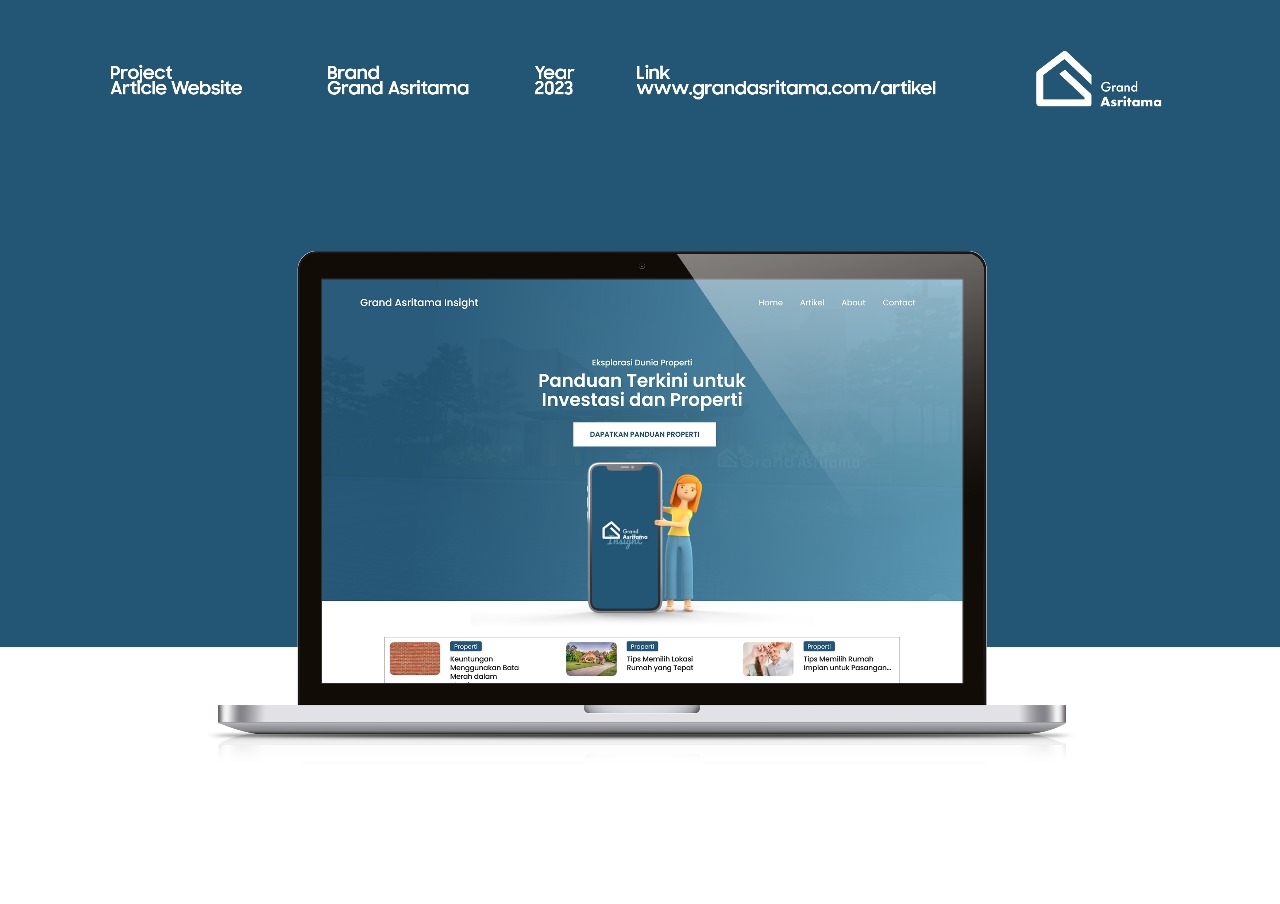 Project
Article Website
Brand
Grand Asritama
Year
2023
Link
www.grandasritama.com/artikel
Grand
Asritama
Grand Asritama Insight
Home
Artikel
About
Contact
Eksplorasi Dunia Properti
Panduan Terkini untuk
Investasi dan Properti
DAPATKAN PANDUAN PROPERTI
Grand Asritama
Grand
Asritama
Insight
Properti
Keuntungan
Menggunakan Bata
Merah dalam
Properti
Tips Memilih Lokasi
Rumah yang Tepat
Properti
Tips Memilih Rumah
Impian untuk Pasangan...